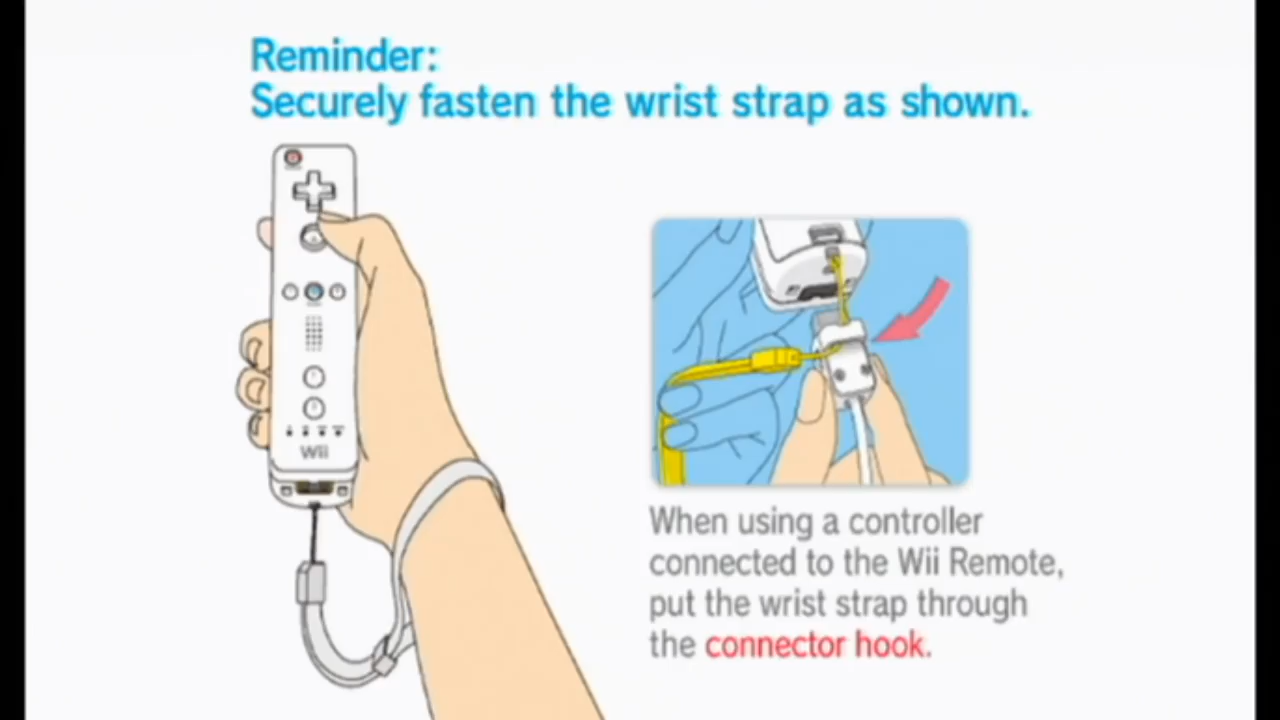 Reminder:
Securely fasten the wrist strap as shown.
Wii
When using a controller
connected to the Wii Remote,
put the wrist strap through
the connector hook.